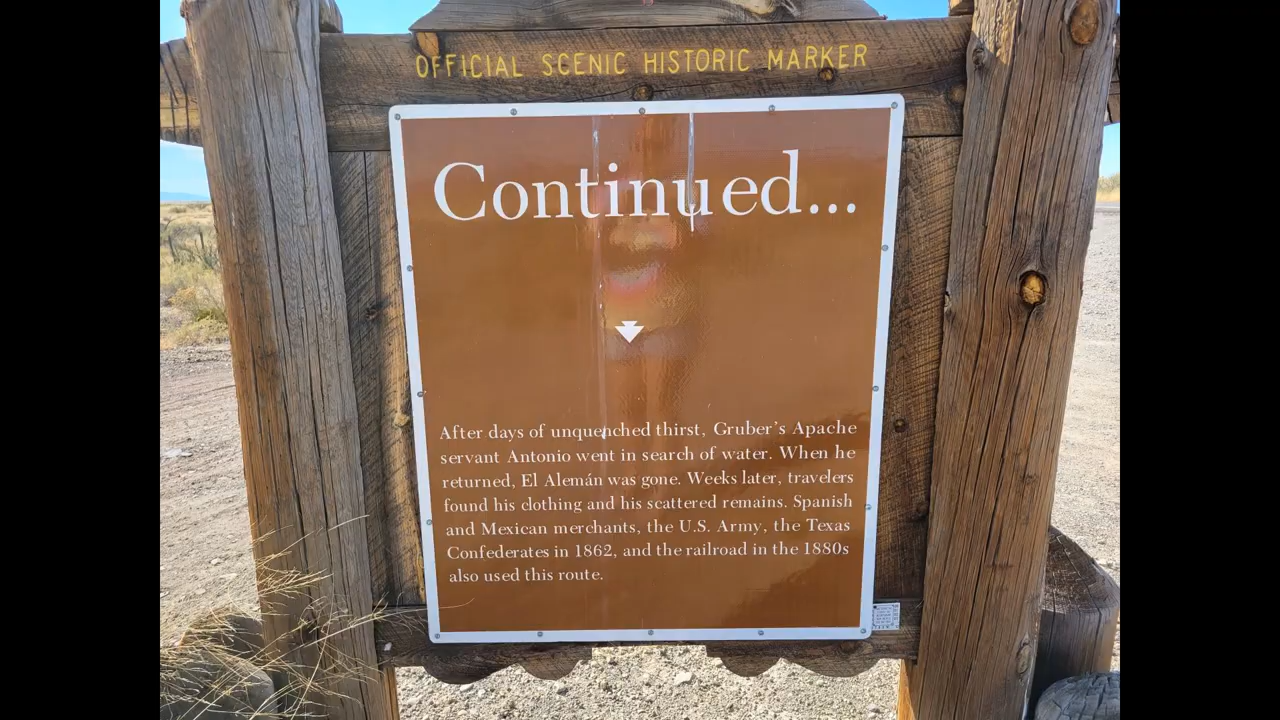 OFFICIAL SCENIC HISTORIC MARKER
Continued...
After days of unquenched thirst, Gruber's Apache
servant Antonio went in search of water. When he
returned, El Alemán was gone. Weeks later, travelers
found his clothing and his scattered remains. Spanish
and Mexican merchants, the U.S. Army, the Texas
Confederates in 1862, and the railroad in the 1880s
also used this route.